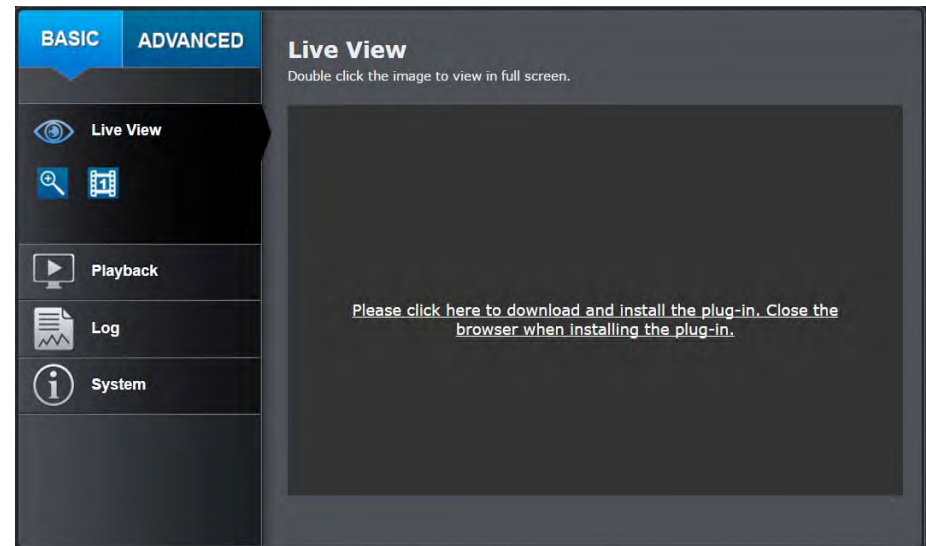 BASIC
ADVANCED
Live View
Double click the image to view in full screen.
Live View
1
Playback
Log
System
Please click here to download and install the plug-in. Close the
browser when installing the plug-in.